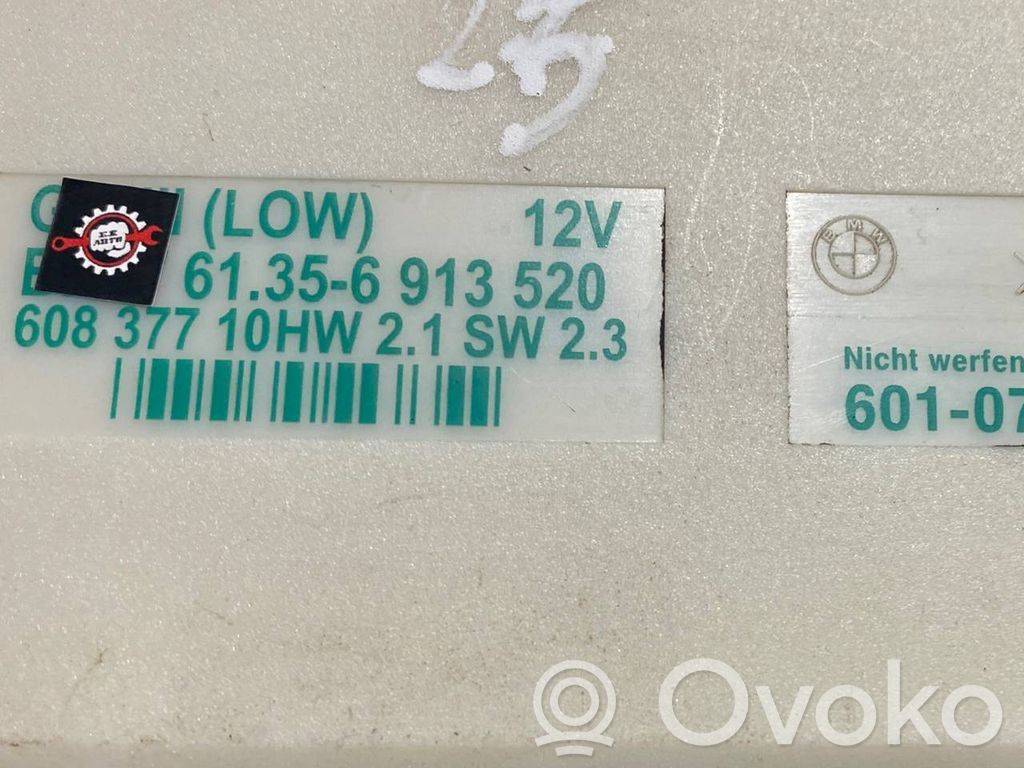 (LOW) 12V
61.35-6 913 520
608 377 10HW 2.1 SW 2.3
BMW
Nicht werfen
601-07
Ovoko